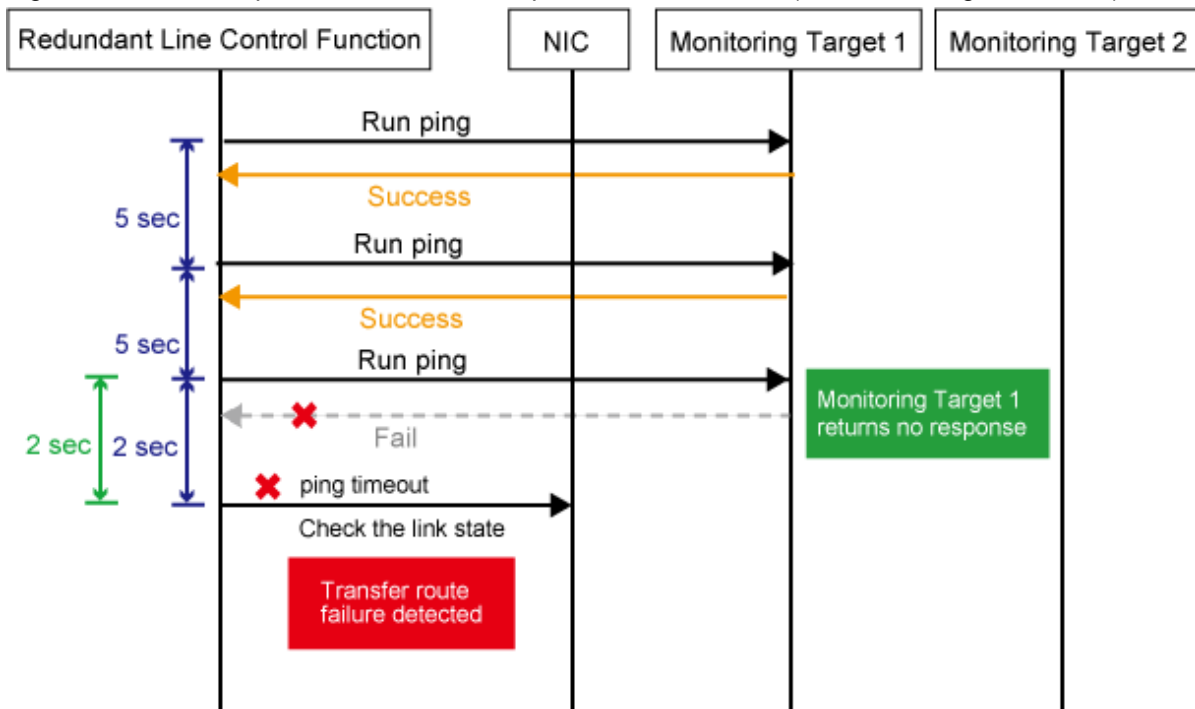 Redundant Line Control Function
NIC
Monitoring Target 1
Monitoring Target 2
Run ping
Success
5 sec
Run ping
Success
5 sec
Run ping
Monitoring Target 1
returns no response
Fail
2 sec
2 sec
ping timeout
Check the link state
Transfer route
failure detected